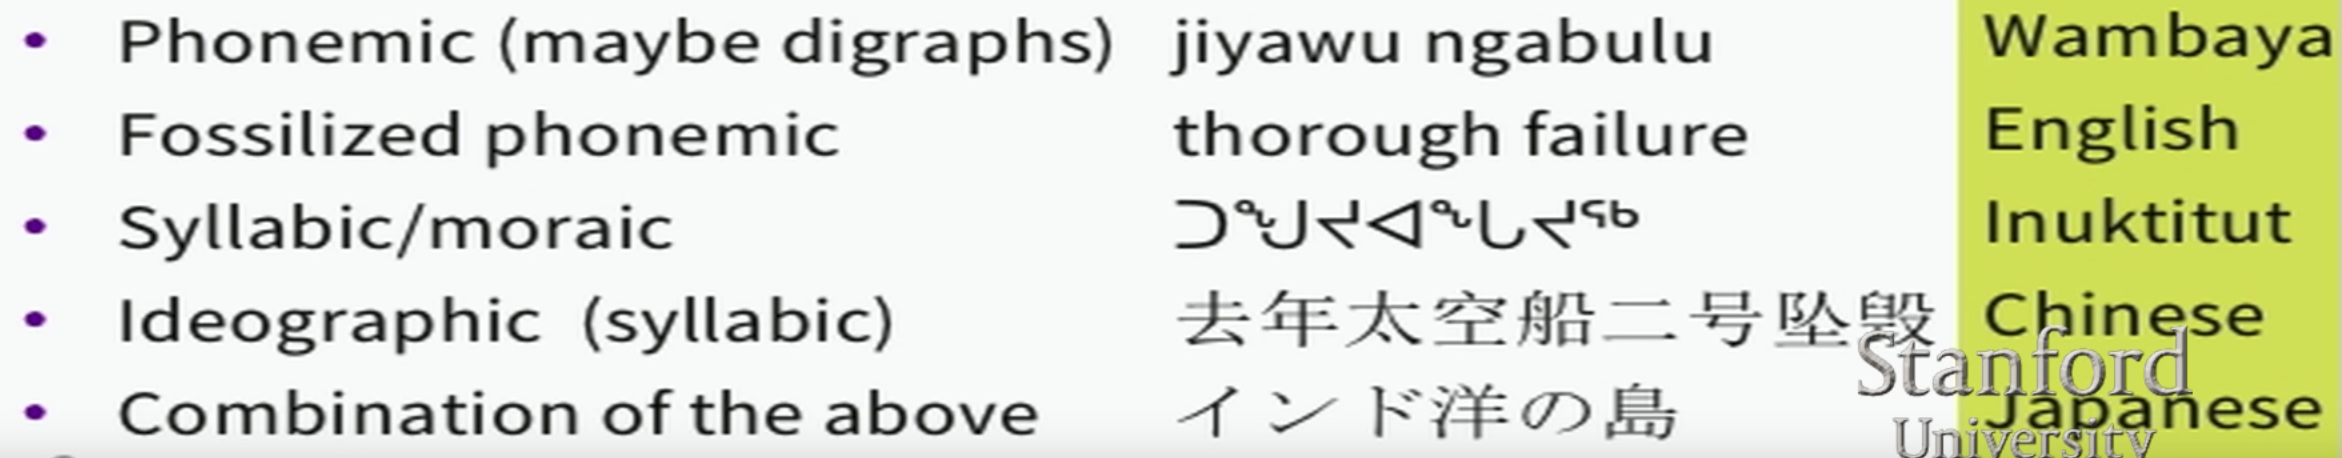 • Phonemic (maybe digraphs) jiyawu ngabulu Wambaya
• Fossilized phonemic thorough failure English
• Syllabic/moraic ᑐᖑᔪᐊᖓᔪᖅ Inuktitut
• Ideographic (syllabic) 去年太空船二号坠毁 Chinese
• Combination of the above インド洋の島 Japanese
Stanford
University